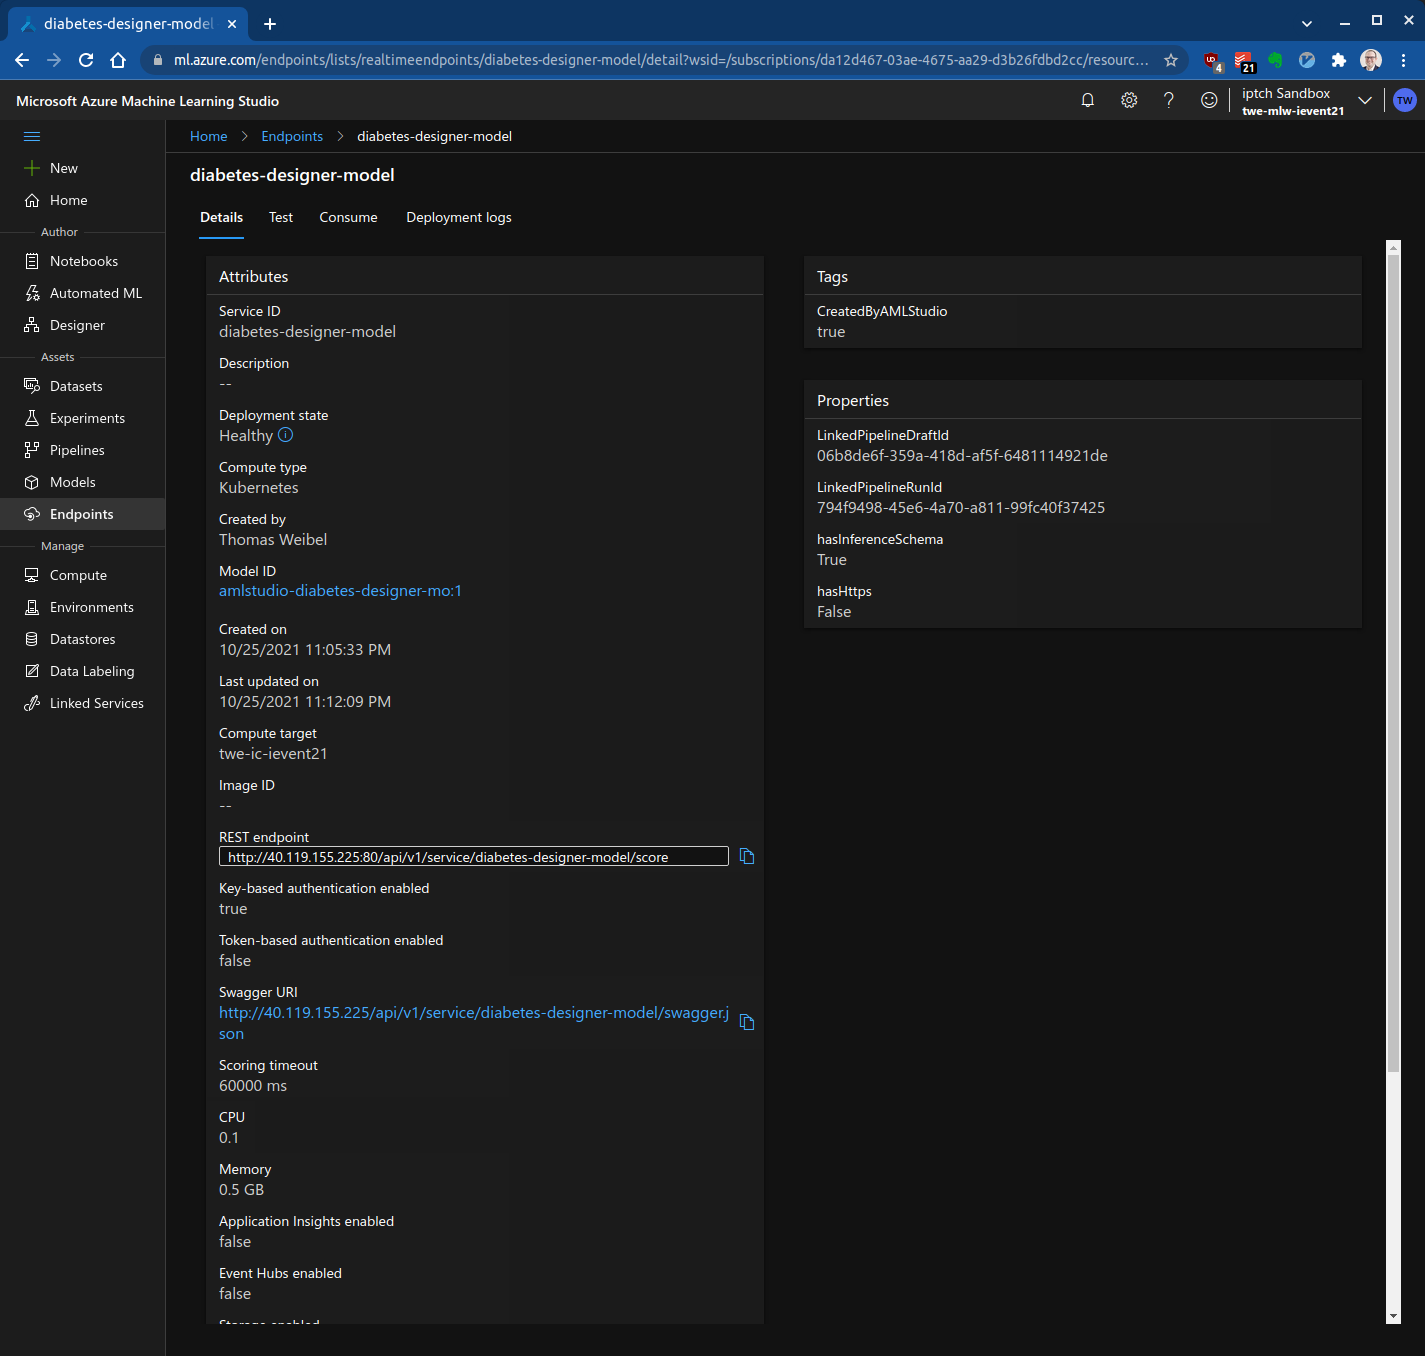 diabetes-designer-model
ml.azure.com/endpoints/lists/realtimeendpoints/diabetes-designer-model/detail?wsid=/subscriptions/da12d467-03ae-4675-aa29-d3b26fdbd2cc/resourc...
4
21
Microsoft Azure Machine Learning Studio
iptch Sandbox
twe-mlw-ievent21
TW
Home > Endpoints > diabetes-designer-model
New
Home
Author
Notebooks
Automated ML
Designer
Assets
Datasets
Experiments
Pipelines
Models
Endpoints
Manage
Compute
Environments
Datastores
Data Labeling
Linked Services
diabetes-designer-model
Details Test Consume Deployment logs
Attributes
Service ID
diabetes-designer-model
Description
--
Deployment state
Healthy
Compute type
Kubernetes
Created by
Thomas Weibel
Model ID
amlstudio-diabetes-designer-mo:1
Created on
10/25/2021 11:05:33 PM
Last updated on
10/25/2021 11:12:09 PM
Compute target
twe-ic-ievent21
Image ID
--
REST endpoint
http://40.119.155.225:80/api/v1/service/diabetes-designer-model/score
Key-based authentication enabled
true
Token-based authentication enabled
false
Swagger URI
http://40.119.155.225/api/v1/service/diabetes-designer-model/swagger.j
son
Scoring timeout
60000 ms
CPU
0.1
Memory
0.5 GB
Application Insights enabled
false
Event Hubs enabled
false
Storage enabled
Tags
CreatedByAMLStudio
true
Properties
LinkedPipelineDraftId
06b8de6f-359a-418d-af5f-6481114921de
LinkedPipelineRunId
794f9498-45e6-4a70-a811-99fc40f37425
hasInferenceSchema
True
hasHttps
False